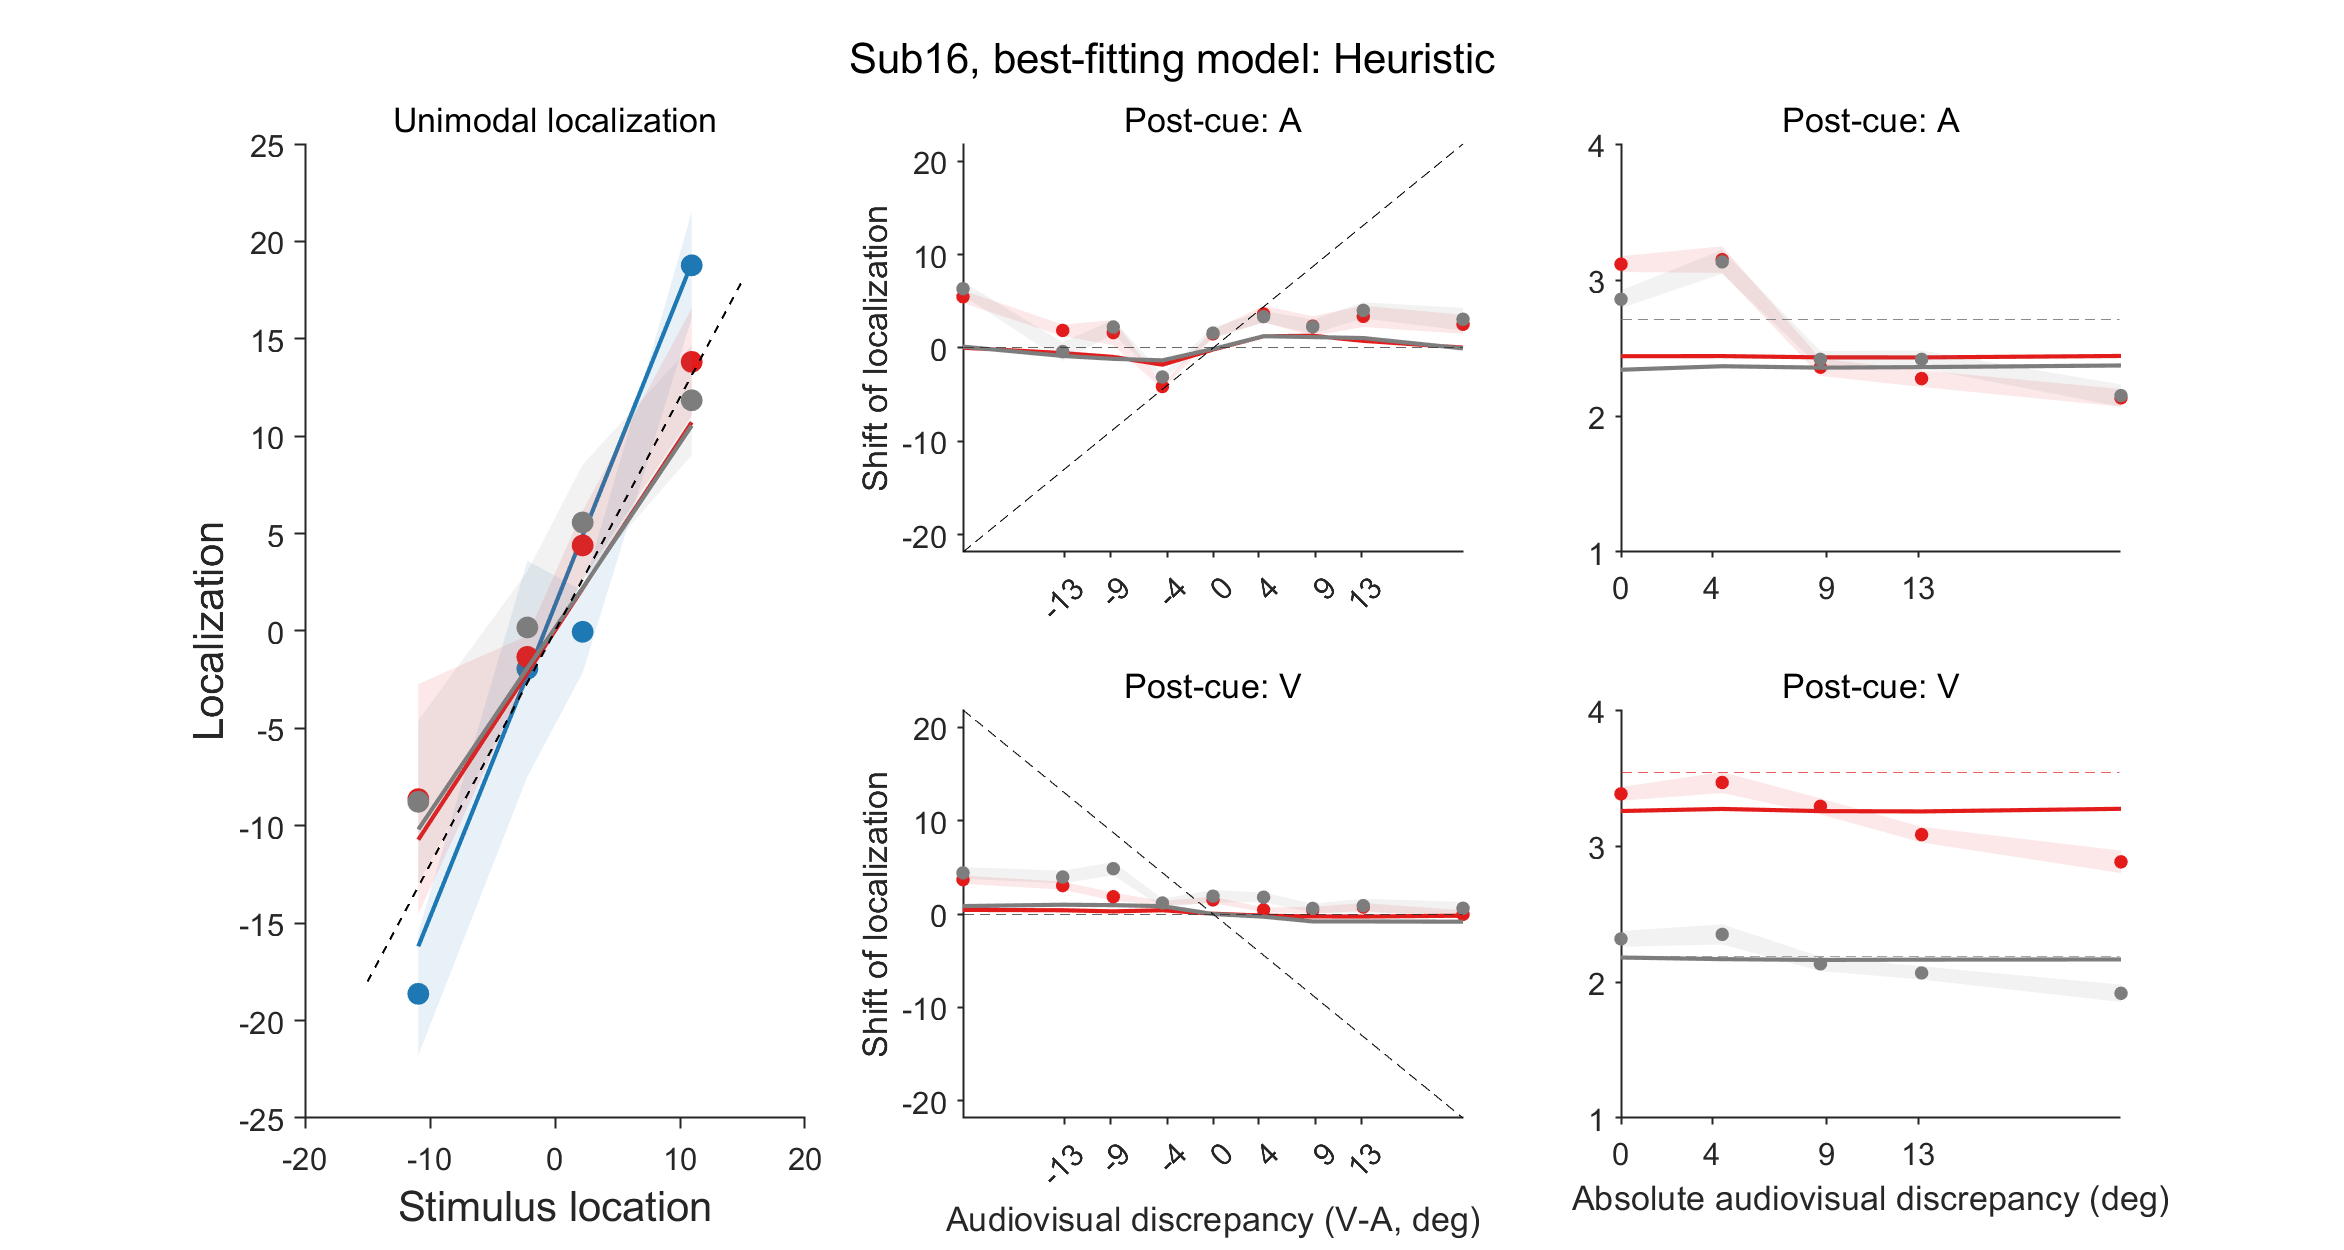 Sub16, best-fitting model: Heuristic
Unimodal localization
25
20
15
10
5
0
-5
-10
-15
-20
-25
-20 -10 0 10 20
Localization
Stimulus location
Post-cue: A
20
10
0
-10
-20
-13 -9 -4 0 4 9 13
Shift of localization
Post-cue: A
4
3
2
1
0 4 9 13
Post-cue: V
20
10
0
-10
-20
-13 -9 -4 0 4 9 13
Shift of localization
Audiovisual discrepancy (V-A, deg)
Post-cue: V
4
3
2
1
0 4 9 13
Absolute audiovisual discrepancy (deg)